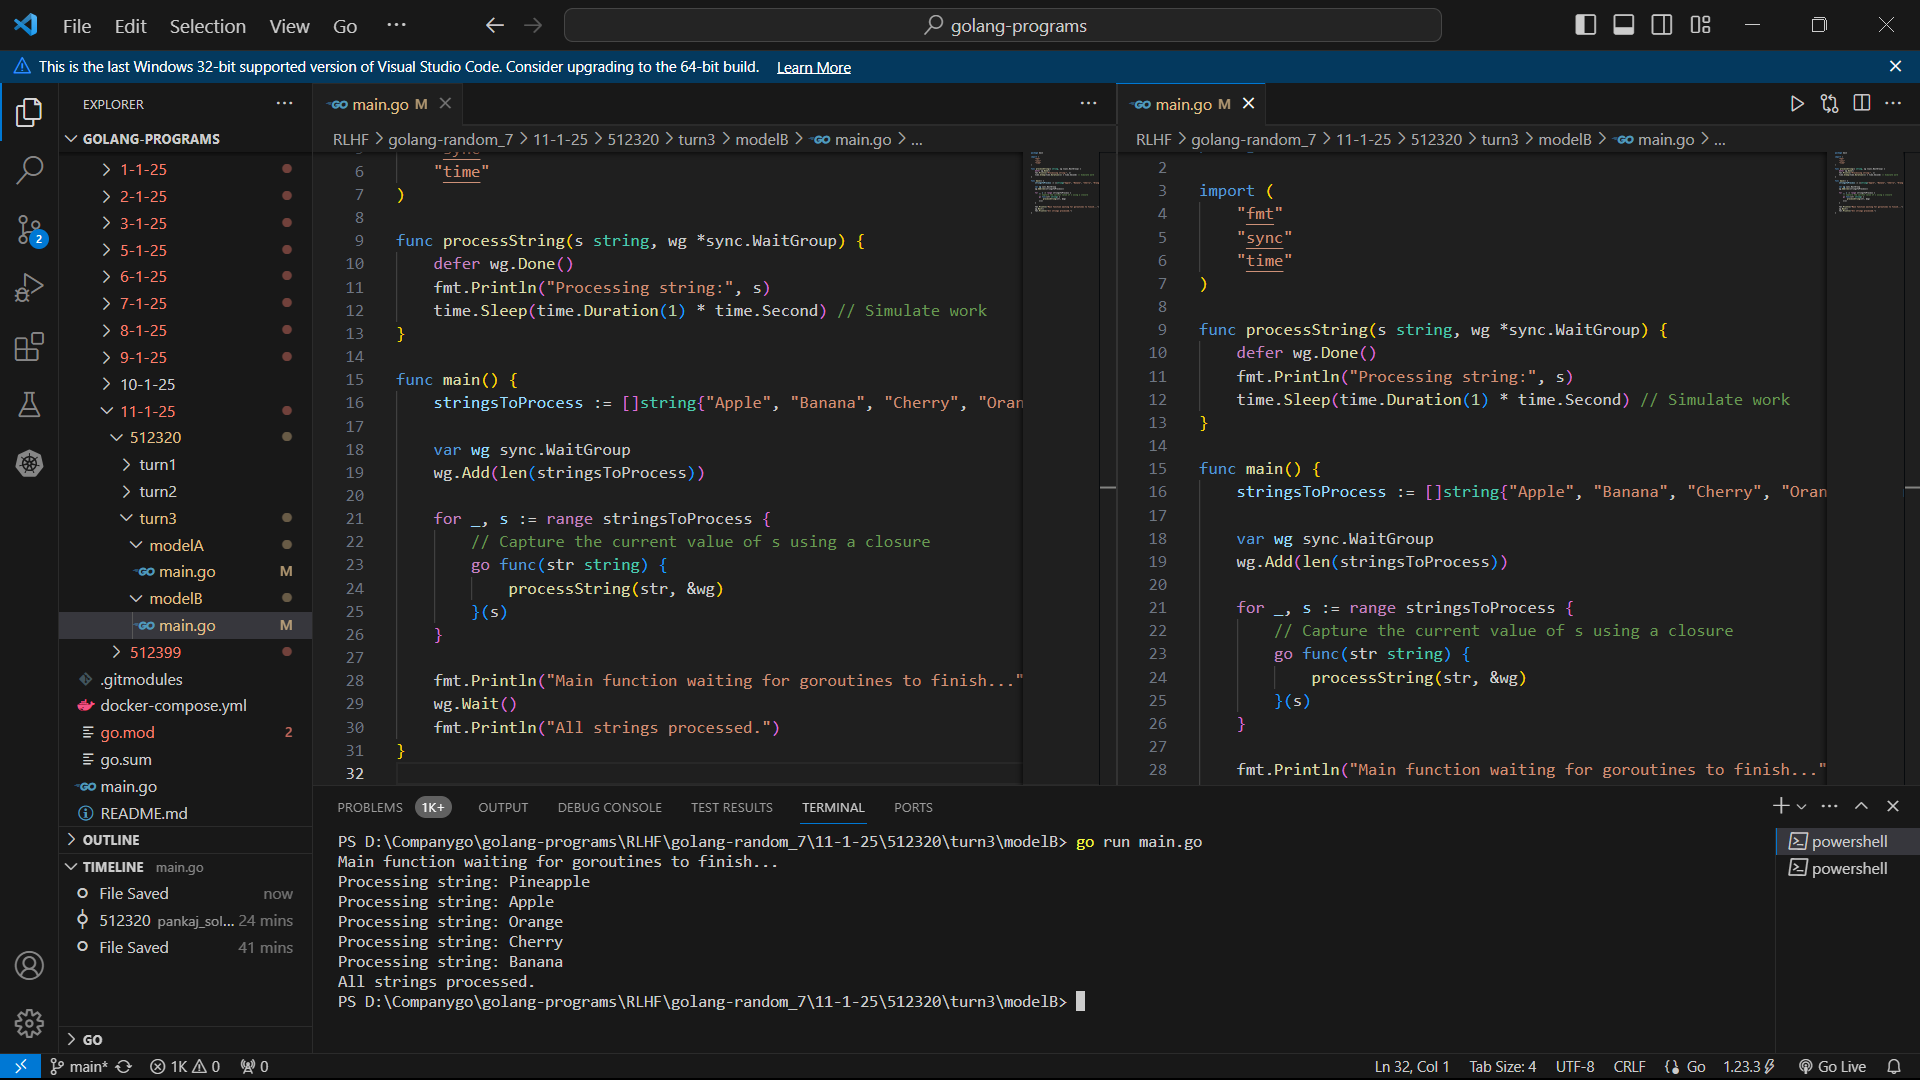 File Edit Selection View Go ··· golang-programs
This is the last Windows 32-bit supported version of Visual Studio Code. Consider upgrading to the 64-bit build. Learn More
EXPLORER
GOLANG-PROGRAMS
1-1-25
2-1-25
3-1-25
5-1-25
6-1-25
7-1-25
8-1-25
9-1-25
10-1-25
11-1-25
512320
turn1
turn2
turn3
modelA
main.go M
modelB
main.go M
512399
.gitmodules
docker-compose.yml
go.mod 2
go.sum
main.go
README.md
OUTLINE
TIMELINE main.go
File Saved now
512320 pankaj_sol... 24 mins
File Saved 41 mins
GO
main.go M
RLHF > golang-random_7 > 11-1-25 > 512320 > turn3 > modelB > main.go > ...
5 "sync"
6 "time"
7 )
8
9 func processString(s string, wg *sync.WaitGroup) {
10 defer wg.Done()
11 fmt.Println("Processing string:", s)
12 time.Sleep(time.Duration(1) * time.Second) // Simulate work
13 }
14
15 func main() {
16 stringsToProcess := []string{"Apple", "Banana", "Cherry", "Oran
17
18 var wg sync.WaitGroup
19 wg.Add(len(stringsToProcess))
20
21 for _, s := range stringsToProcess {
22 // Capture the current value of s using a closure
23 go func(str string) {
24 processString(str, &wg)
25 }(s)
26 }
27
28 fmt.Println("Main function waiting for goroutines to finish..."
29 wg.Wait()
30 fmt.Println("All strings processed.")
31 }
32
main.go M
RLHF > golang-random_7 > 11-1-25 > 512320 > turn3 > modelB > main.go > ...
2
3 import (
4 "fmt"
5 "sync"
6 "time"
7 )
8
9 func processString(s string, wg *sync.WaitGroup) {
10 defer wg.Done()
11 fmt.Println("Processing string:", s)
12 time.Sleep(time.Duration(1) * time.Second) // Simulate work
13 }
14
15 func main() {
16 stringsToProcess := []string{"Apple", "Banana", "Cherry", "Oran
17
18 var wg sync.WaitGroup
19 wg.Add(len(stringsToProcess))
20
21 for _, s := range stringsToProcess {
22 // Capture the current value of s using a closure
23 go func(str string) {
24 processString(str, &wg)
25 }(s)
26 }
27
28 fmt.Println("Main function waiting for goroutines to finish..."
PROBLEMS 1K+ OUTPUT DEBUG CONSOLE TEST RESULTS TERMINAL PORTS
PS D:\Companygo\golang-programs\RLHF\golang-random_7\11-1-25\512320\turn3\modelB> go run main.go
Main function waiting for goroutines to finish...
Processing string: Pineapple
Processing string: Apple
Processing string: Orange
Processing string: Cherry
Processing string: Banana
All strings processed.
PS D:\Companygo\golang-programs\RLHF\golang-random_7\11-1-25\512320\turn3\modelB>
powershell
powershell
2
main* 1K 0 0 Ln 32, Col 1 Tab Size: 4 UTF-8 CRLF Go 1.23.3 Go Live